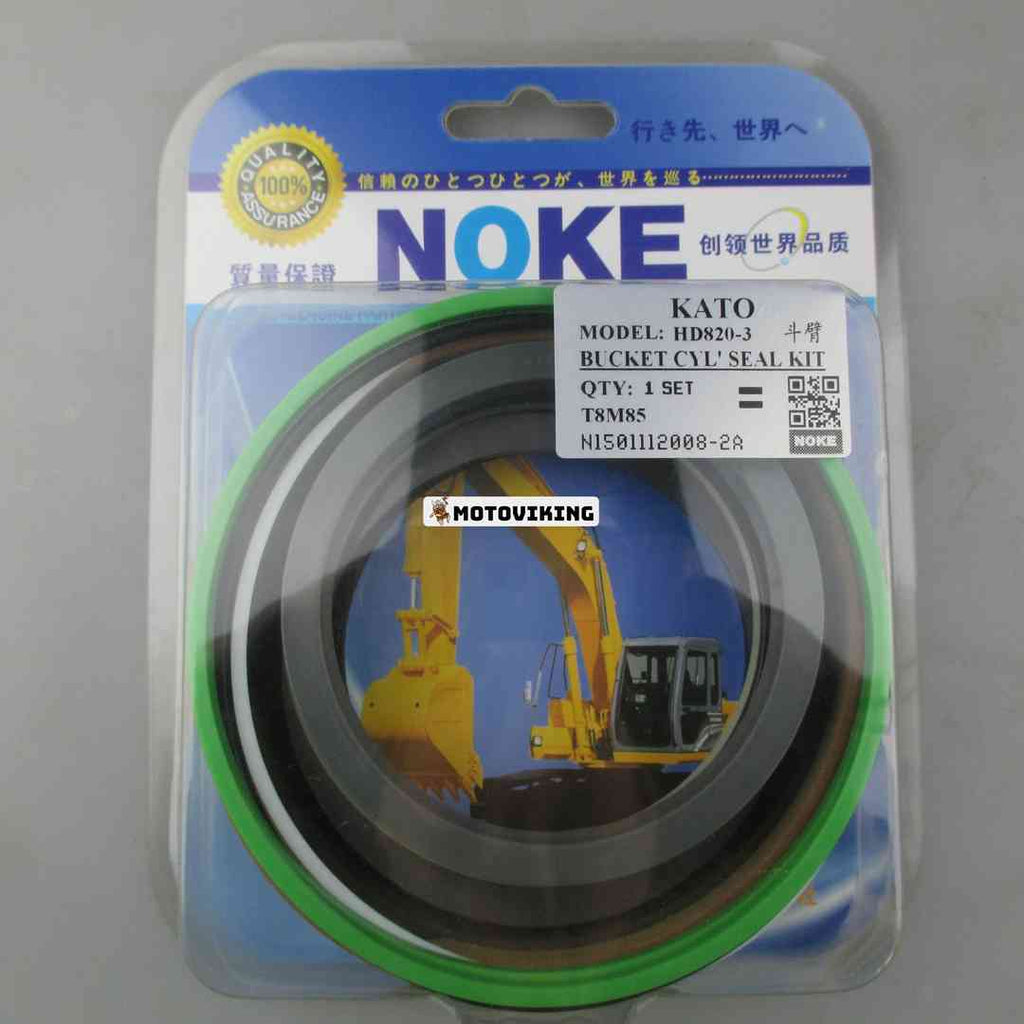 行き先、世界へ
QUALITY
100%
ASSURANCE
信頼のひとつひとつが、世界を巡る
NOKE
创领世界品质
質量保證
KATO
MODEL: HD820-3 斗臂
BUCKET CYL' SEAL KIT
QTY: 1 SET
T8M85
N1501112008-2A
NOKE
MOTOVIKING